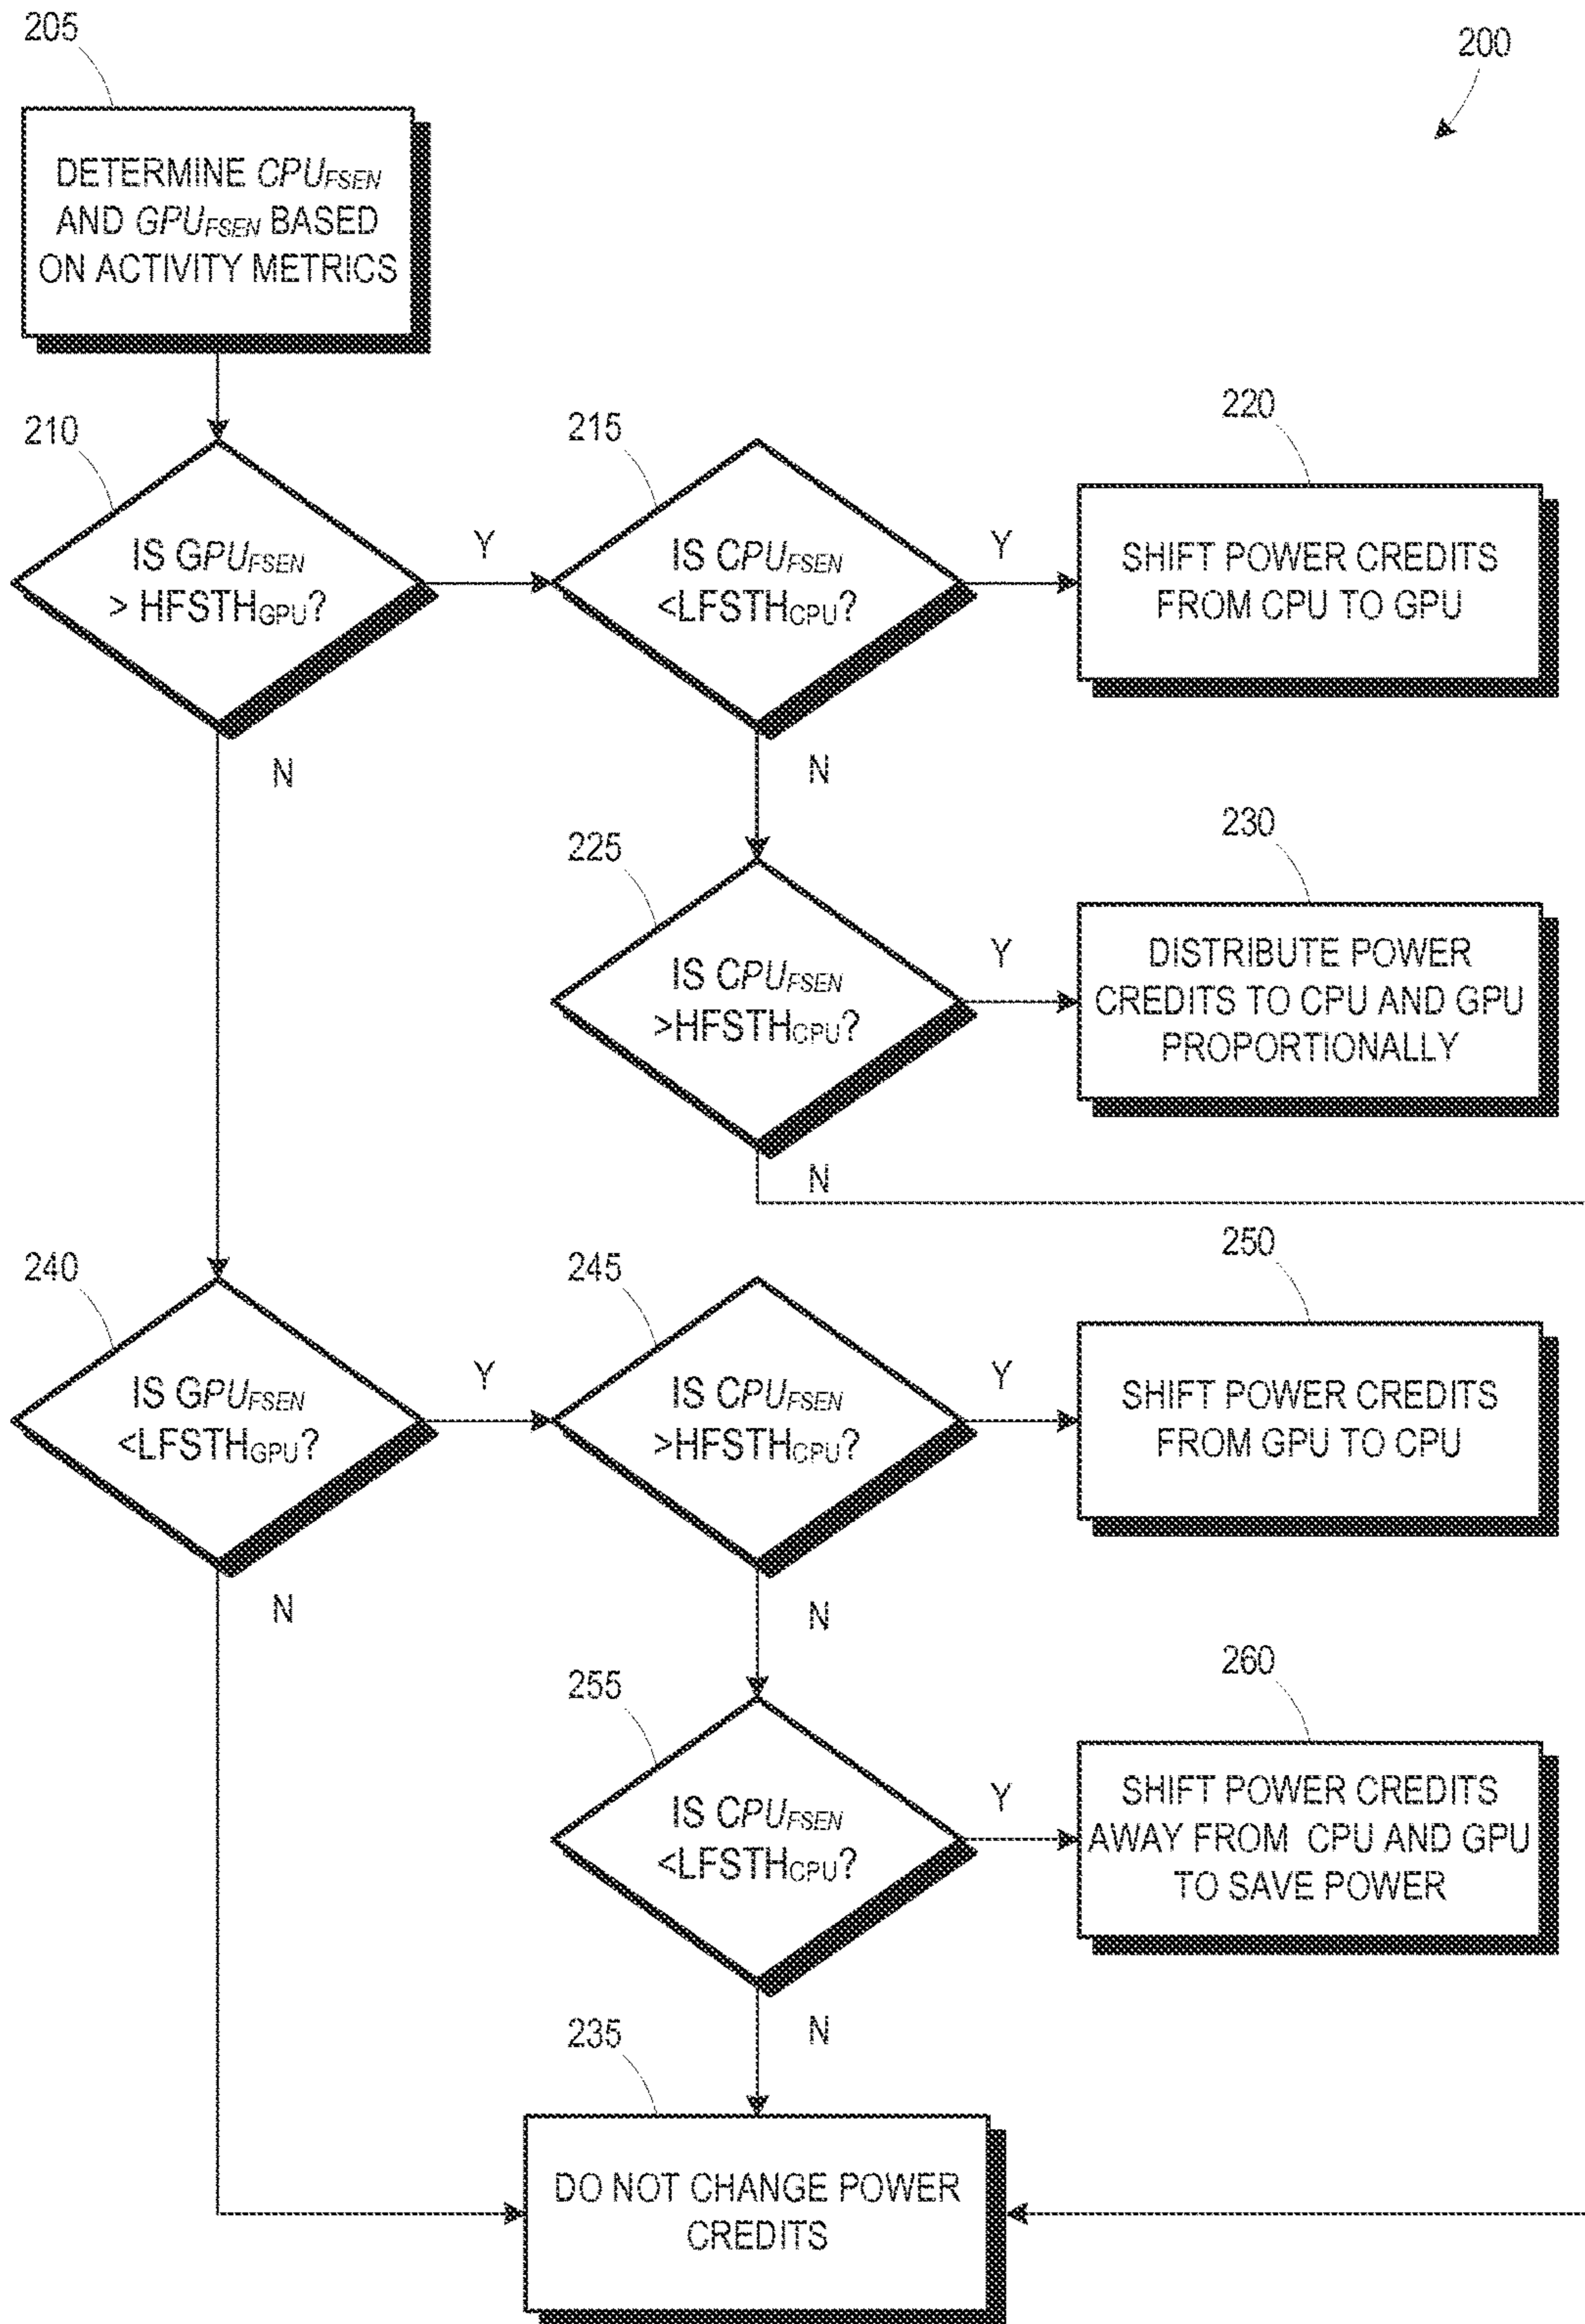 205
200
DETERMINE CPUFSEN
AND GPUFSEN BASED
ON ACTIVITY METRICS
210
215
220
IS GPUFSEN
> HFSTHGPU?
Y
IS CPUFSEN
<LFSTHCPU?
Y
SHIFT POWER CREDITS
FROM CPU TO GPU
N
N
225
230
IS CPUFSEN
>HFSTHCPU?
Y
DISTRIBUTE POWER
CREDITS TO CPU AND GPU
PROPORTIONALLY
N
240
245
250
IS GPUFSEN
<LFSTHGPU?
Y
IS CPUFSEN
>HFSTHCPU?
Y
SHIFT POWER CREDITS
FROM GPU TO CPU
N
N
255
260
IS CPUFSEN
<LFSTHCPU?
Y
SHIFT POWER CREDITS
AWAY FROM CPU AND GPU
TO SAVE POWER
N
235
DO NOT CHANGE POWER
CREDITS